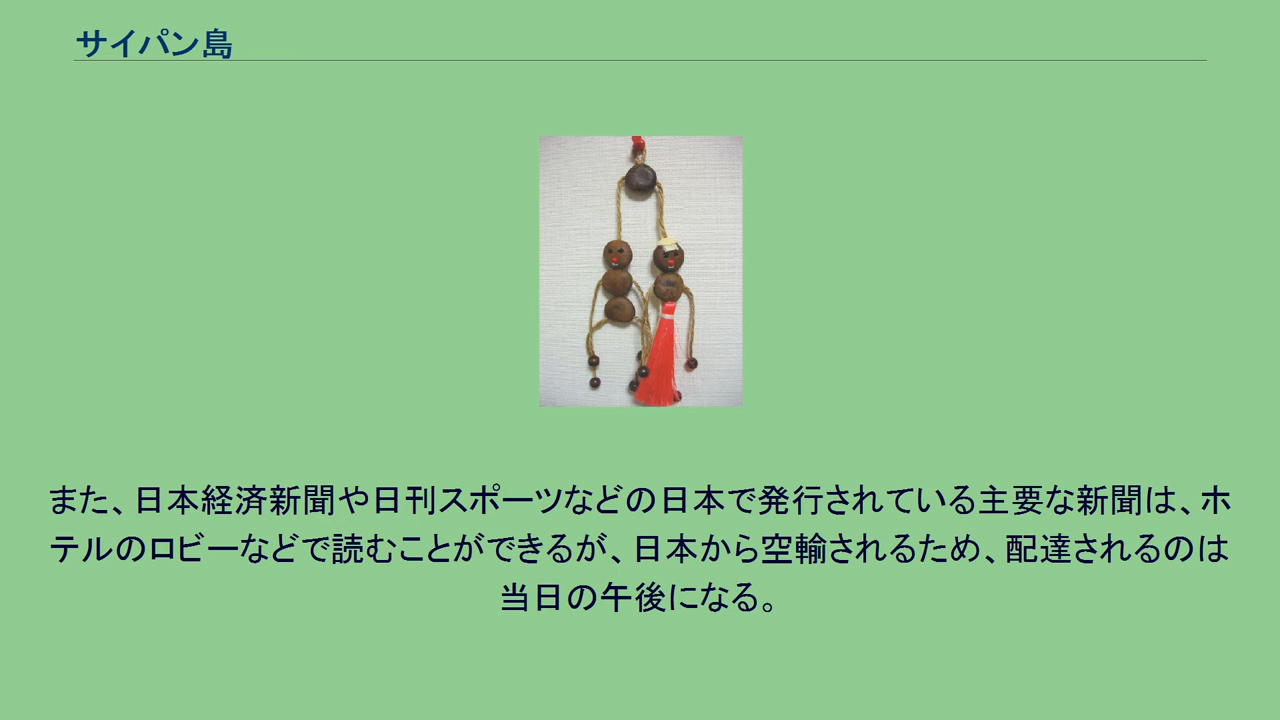 サイパン島
また、日本経済新聞や日刊スポーツなどの日本で発行されている主要な新聞は、ホ
テルのロビーなどで読むことができるが、日本から空輸されるため、配達されるのは
当日の午後になる。